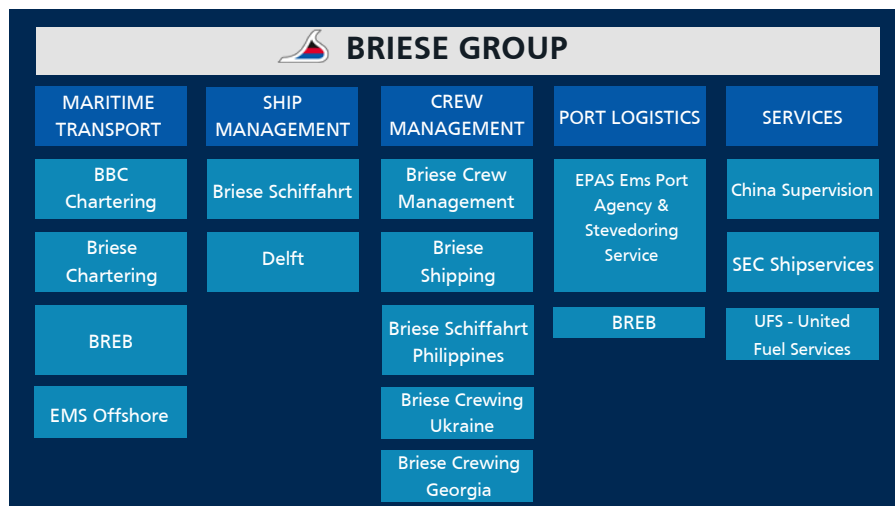 BRIESE GROUP
MARITIME
TRANSPORT
BBC
Chartering
Briese
Chartering
BREB
EMS Offshore
SHIP
MANAGEMENT
Briese Schiffahrt
Delft
CREW
MANAGEMENT
Briese Crew
Management
Briese
Shipping
Briese Schiffahrt
Philippines
Briese Crewing
Ukraine
Briese Crewing
Georgia
PORT LOGISTICS
EPAS Ems Port
Agency &
Stevedoring
Service
BREB
SERVICES
China Supervision
SEC Shipservices
UFS - United
Fuel Services